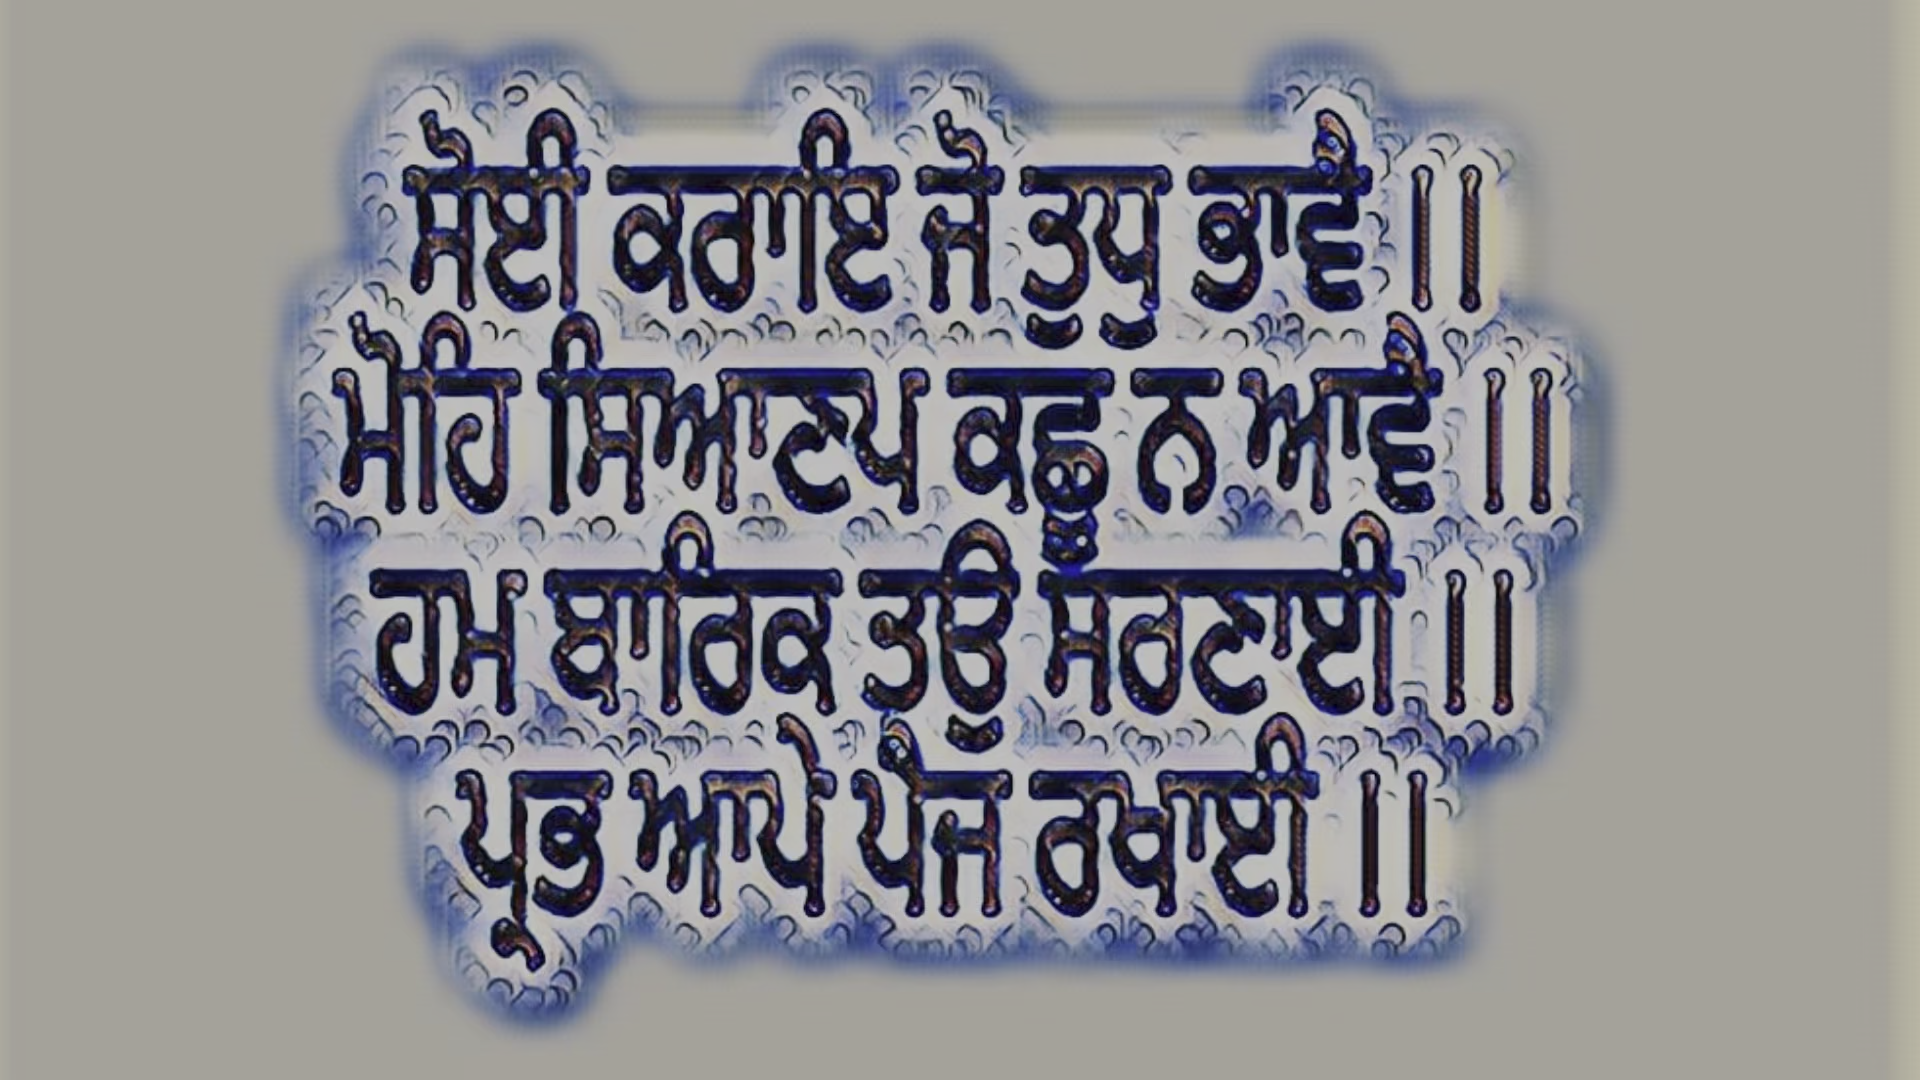 ਸੋਈ ਕਰਾਇ ਜੋ ਤੁਧੁ ਭਾਵੈ ॥
ਮੋਹਿ ਸਿਆਣਪ ਕਛੂ ਨ ਆਵੈ ॥
ਹਮ ਬਾਰਿਕ ਤਉ ਸਰਣਾਈ ॥
ਪ੍ਰਭ ਆਪੇ ਪੈਜ ਰਖਾਈ ॥